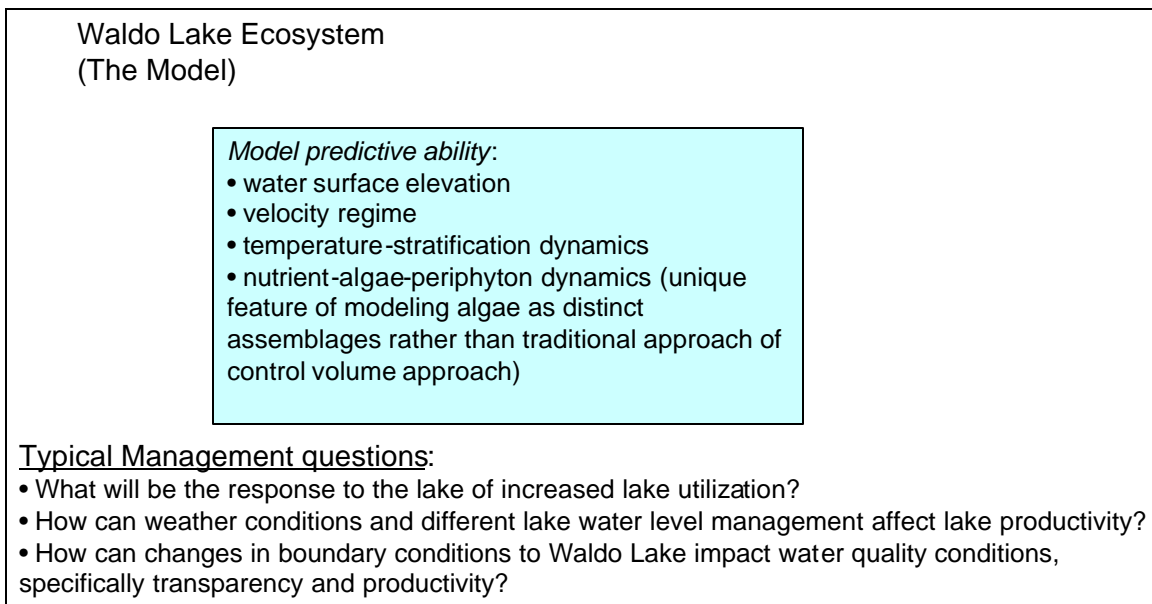 Waldo Lake Ecosystem
(The Model)
Model predictive ability:
• water surface elevation
• velocity regime
• temperature-stratification dynamics
• nutrient-algae-periphyton dynamics (unique
feature of modeling algae as distinct
assemblages rather than traditional approach of
control volume approach)
Typical Management questions:
• What will be the response to the lake of increased lake utilization?
• How can weather conditions and different lake water level management affect lake productivity?
• How can changes in boundary conditions to Waldo Lake impact water quality conditions,
specifically transparency and productivity?